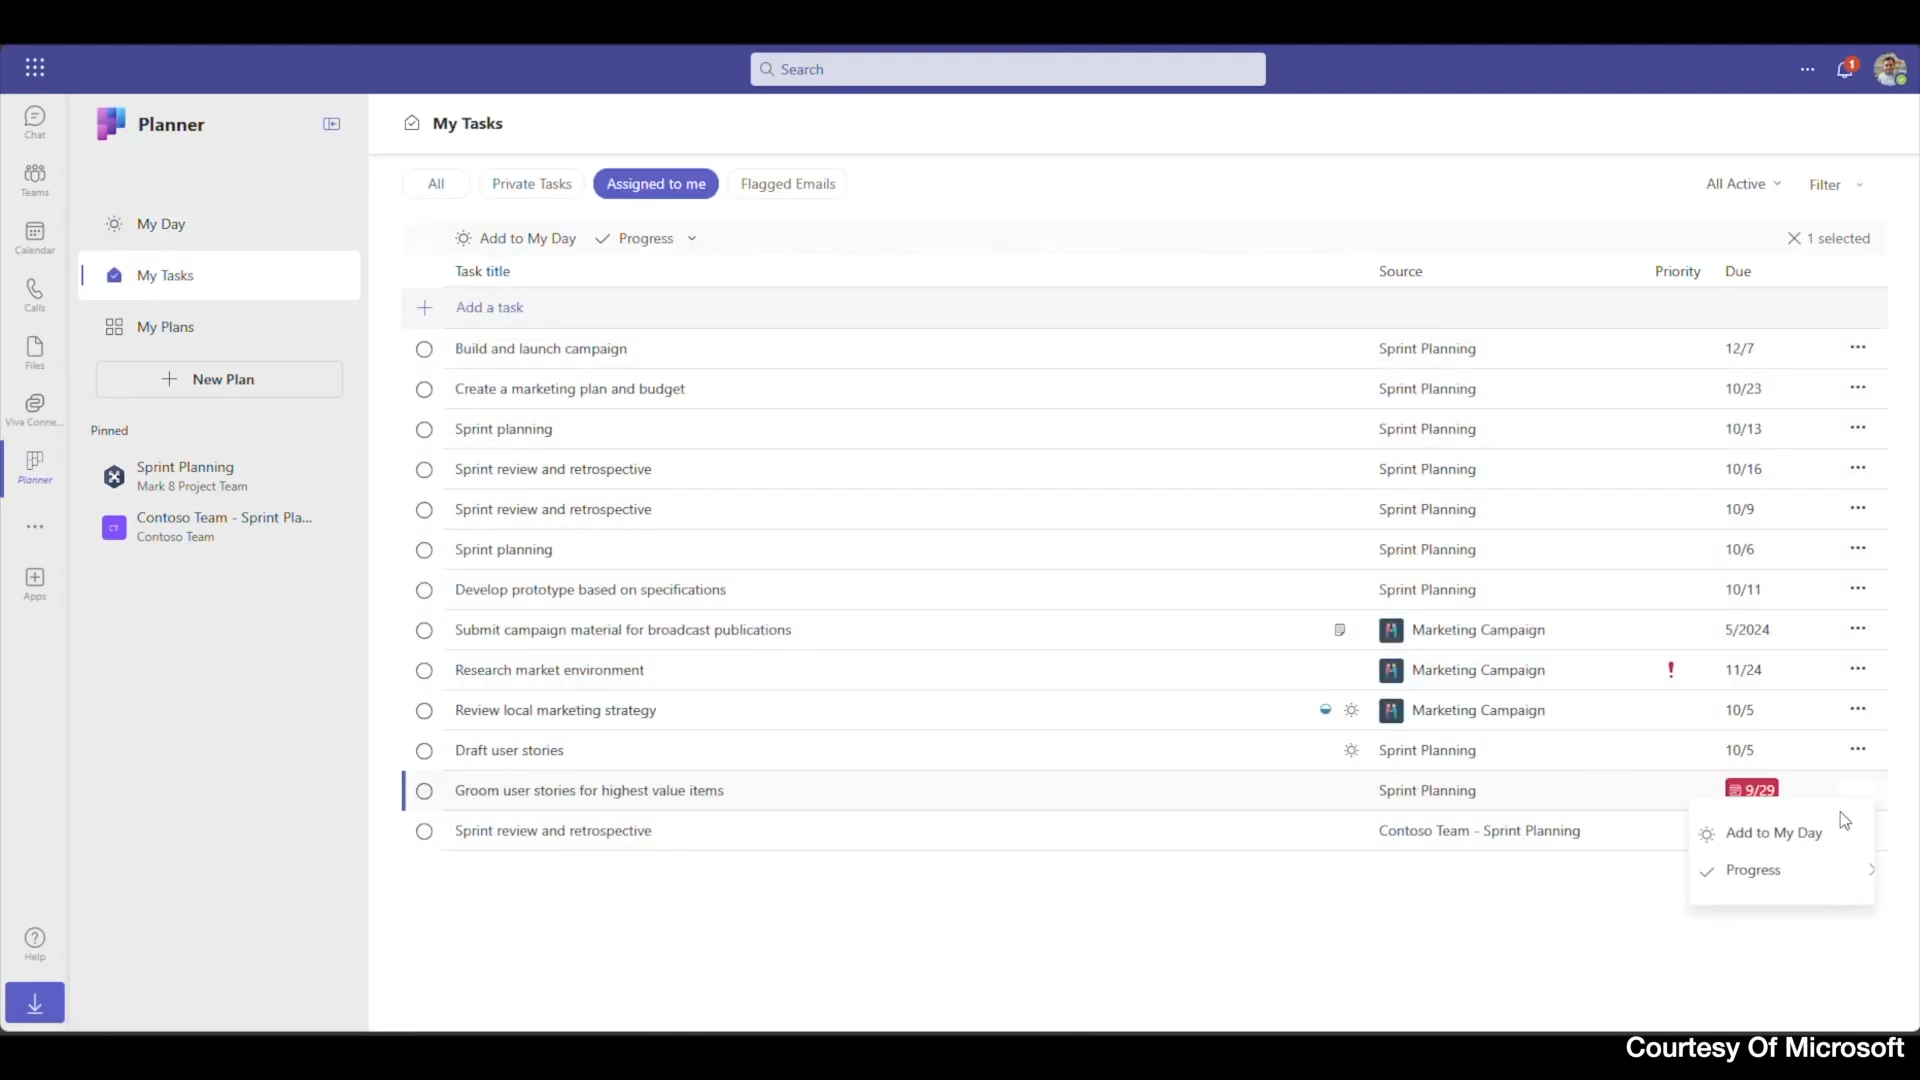 Search
1
Chat
Teams
Calendar
Calls
Files
Viva Conne...
Planner
Apps
Help
Planner
My Day
My Tasks
My Plans
New Plan
Pinned
Sprint Planning
Mark 8 Project Team
CT
Contoso Team - Sprint Pla...
Contoso Team
My Tasks
All Private Tasks Assigned to me Flagged Emails
All Active Filter
Add to My Day Progress 1 selected
Task title Source Priority Due
Add a task
Build and launch campaign Sprint Planning 12/7
Create a marketing plan and budget Sprint Planning 10/23
Sprint planning Sprint Planning 10/13
Sprint review and retrospective Sprint Planning 10/16
Sprint review and retrospective Sprint Planning 10/9
Sprint planning Sprint Planning 10/6
Develop prototype based on specifications Sprint Planning 10/11
Submit campaign material for broadcast publications Marketing Campaign 5/2024
Research market environment Marketing Campaign ! 11/24
Review local marketing strategy Marketing Campaign 10/5
Draft user stories Sprint Planning 10/5
Groom user stories for highest value items Sprint Planning 9/29
Sprint review and retrospective Contoso Team - Sprint Planning
Add to My Day
Progress
Courtesy Of Microsoft